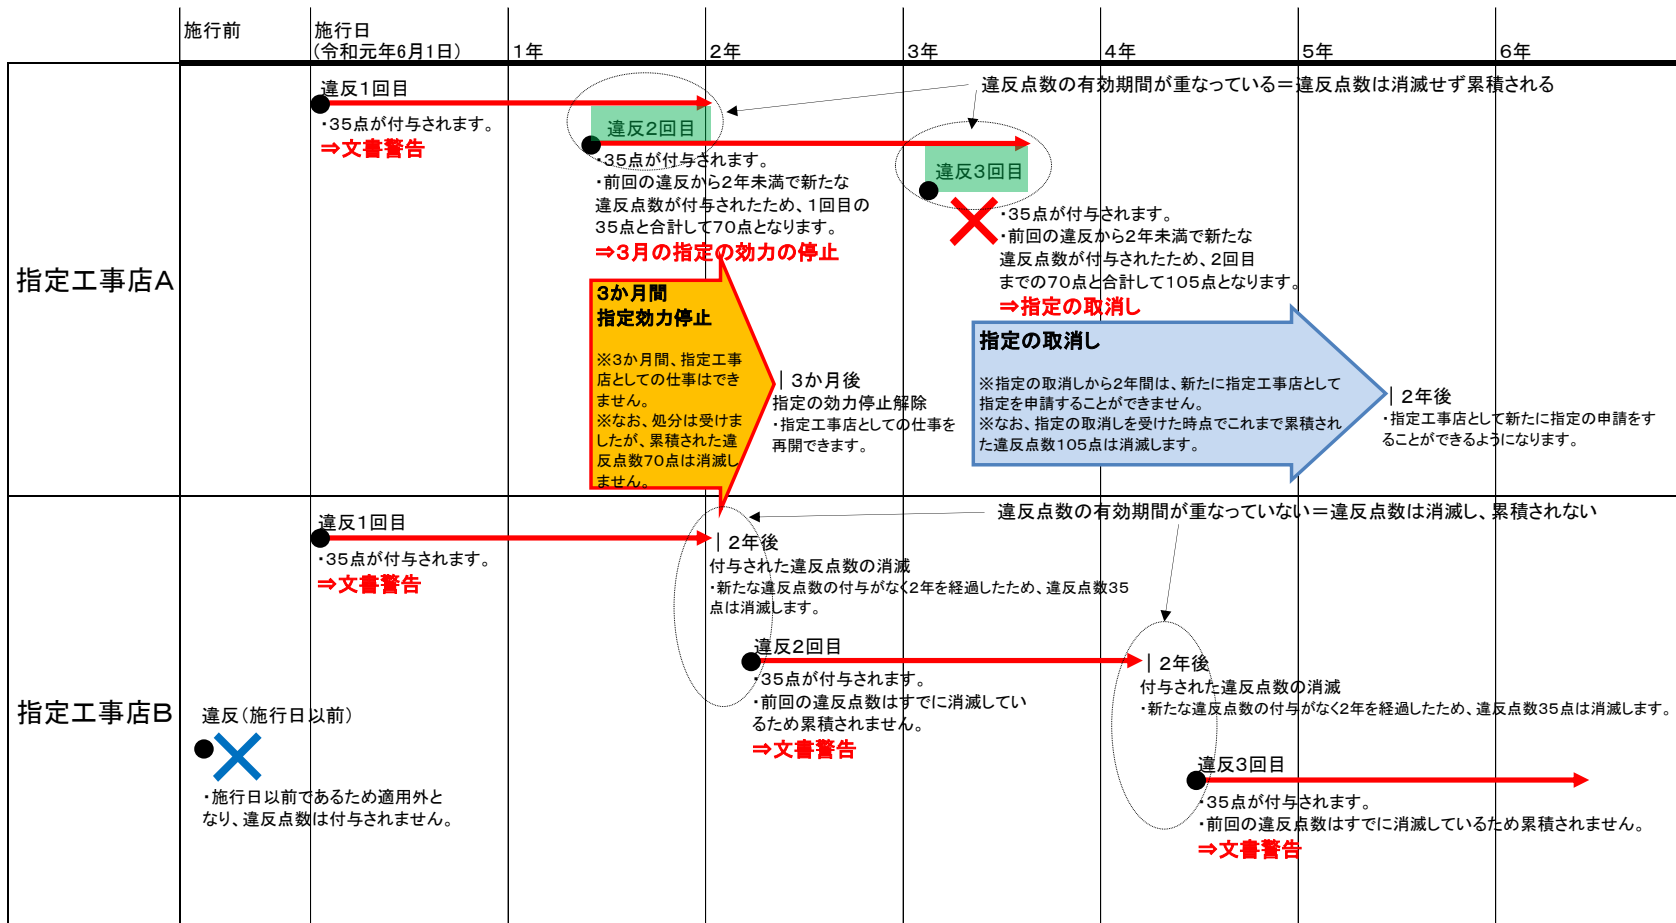 施行前
施行日
(令和元年6月1日)
1年
2年
3年
4年
5年
6年
指定工事店A
違反1回目
・35点が付与されます。
⇒文書警告
違反2回目
・35点が付与されます。
・前回の違反から2年未満で新たな
違反点数が付与されたため、1回目の
35点と合計して70点となります。
⇒3月の指定の効力の停止
違反点数の有効期間が重なっている=違反点数は消滅せず累積される
違反3回目
・35点が付与されます。
・前回の違反から2年未満で新たな
違反点数が付与されたため、2回目
までの70点と合計して105点となります。
⇒指定の取消し
3か月間
指定効力停止
※3か月間、指定工事
店としての仕事はでき
ません。
※なお、処分は受けま
したが、累積された違
反点数70点は消滅し
ません。
|3か月後
指定の効力停止解除
・指定工事店としての仕事を
再開できます。
指定の取消し
※指定の取消しから2年間は、新たに指定工事店として
指定を申請することができません。
※なお、指定の取消しを受けた時点でこれまで累積され
た違反点数105点は消滅します。
|2年後
・指定工事店として新たに指定の申請をす
ることができるようになります。
指定工事店B
違反1回目
・35点が付与されます。
⇒文書警告
違反点数の有効期間が重なっていない=違反点数は消滅し、累積されない
|2年後
付与された違反点数の消滅
・新たな違反点数の付与がなく2年を経過したため、違反点数35
点は消滅します。
違反2回目
・35点が付与されます。
・前回の違反点数はすでに消滅してい
るため累積されません。
⇒文書警告
|2年後
付与された違反点数の消滅
・新たな違反点数の付与がなく2年を経過したため、違反点数35点は消滅します。
違反(施行日以前)
・施行日以前であるため適用外と
なり、違反点数は付与されません。
違反3回目
・35点が付与されます。
・前回の違反点数はすでに消滅しているため累積されません。
⇒文書警告